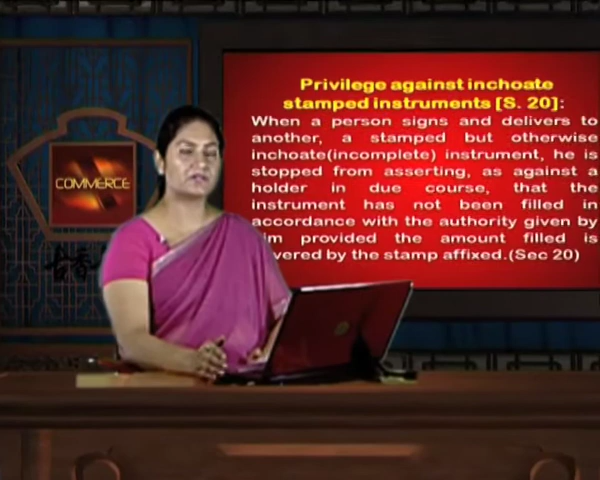 Privilege against inchoate
stamped instruments [S. 20]:
When a person signs and delivers to
another, a stamped but otherwise
inchoate(incomplete) instrument, he is
stopped from asserting, as against a
holder in due course, that the
instrument has not been filled in
accordance with the authority given by
provided the amount filled is
by the stamp affixed.(Sec 20)
COMMERCE